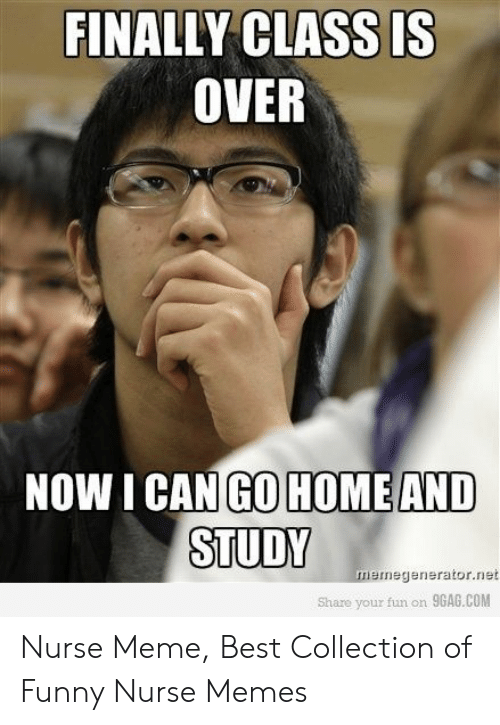 FINALLY CLASS IS
OVER
NOW I CAN GO HOME AND
STUDY
memegenerator.net
Share your fun on 9GAG.COM
Nurse Meme, Best Collection of
Funny Nurse Memes